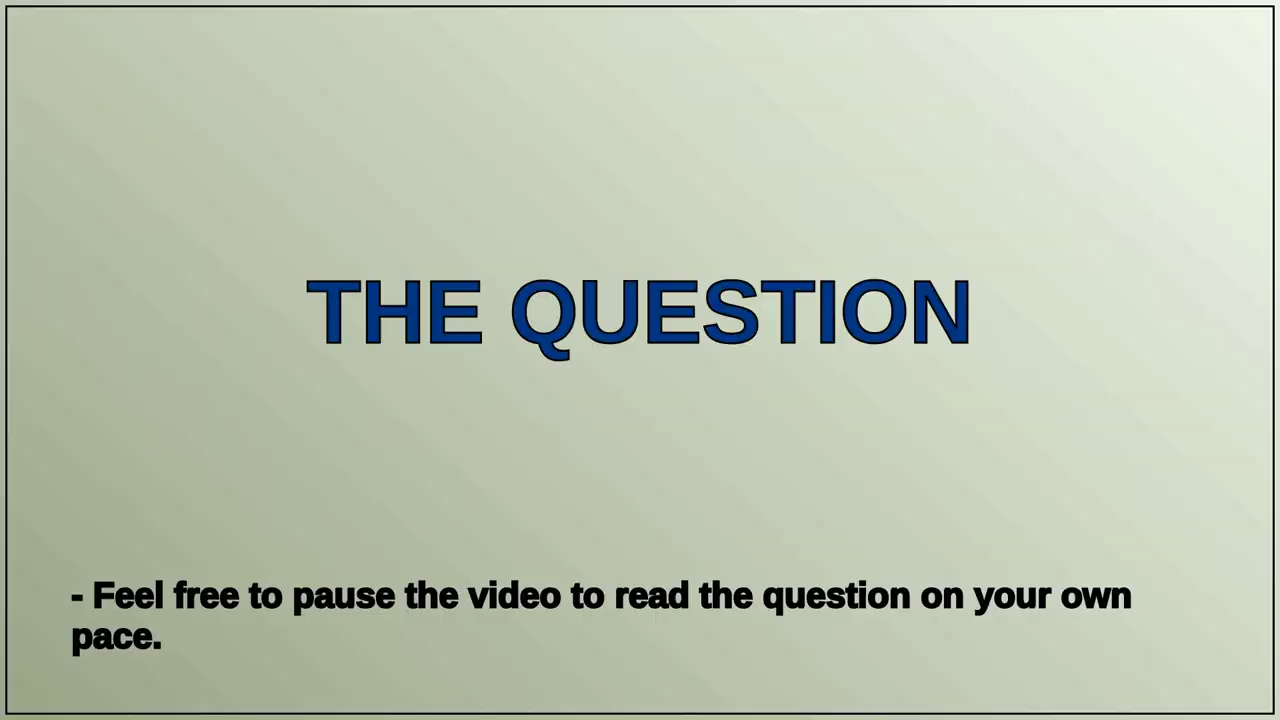 THE QUESTION
- Feel free to pause the video to read the question on your own
pace.